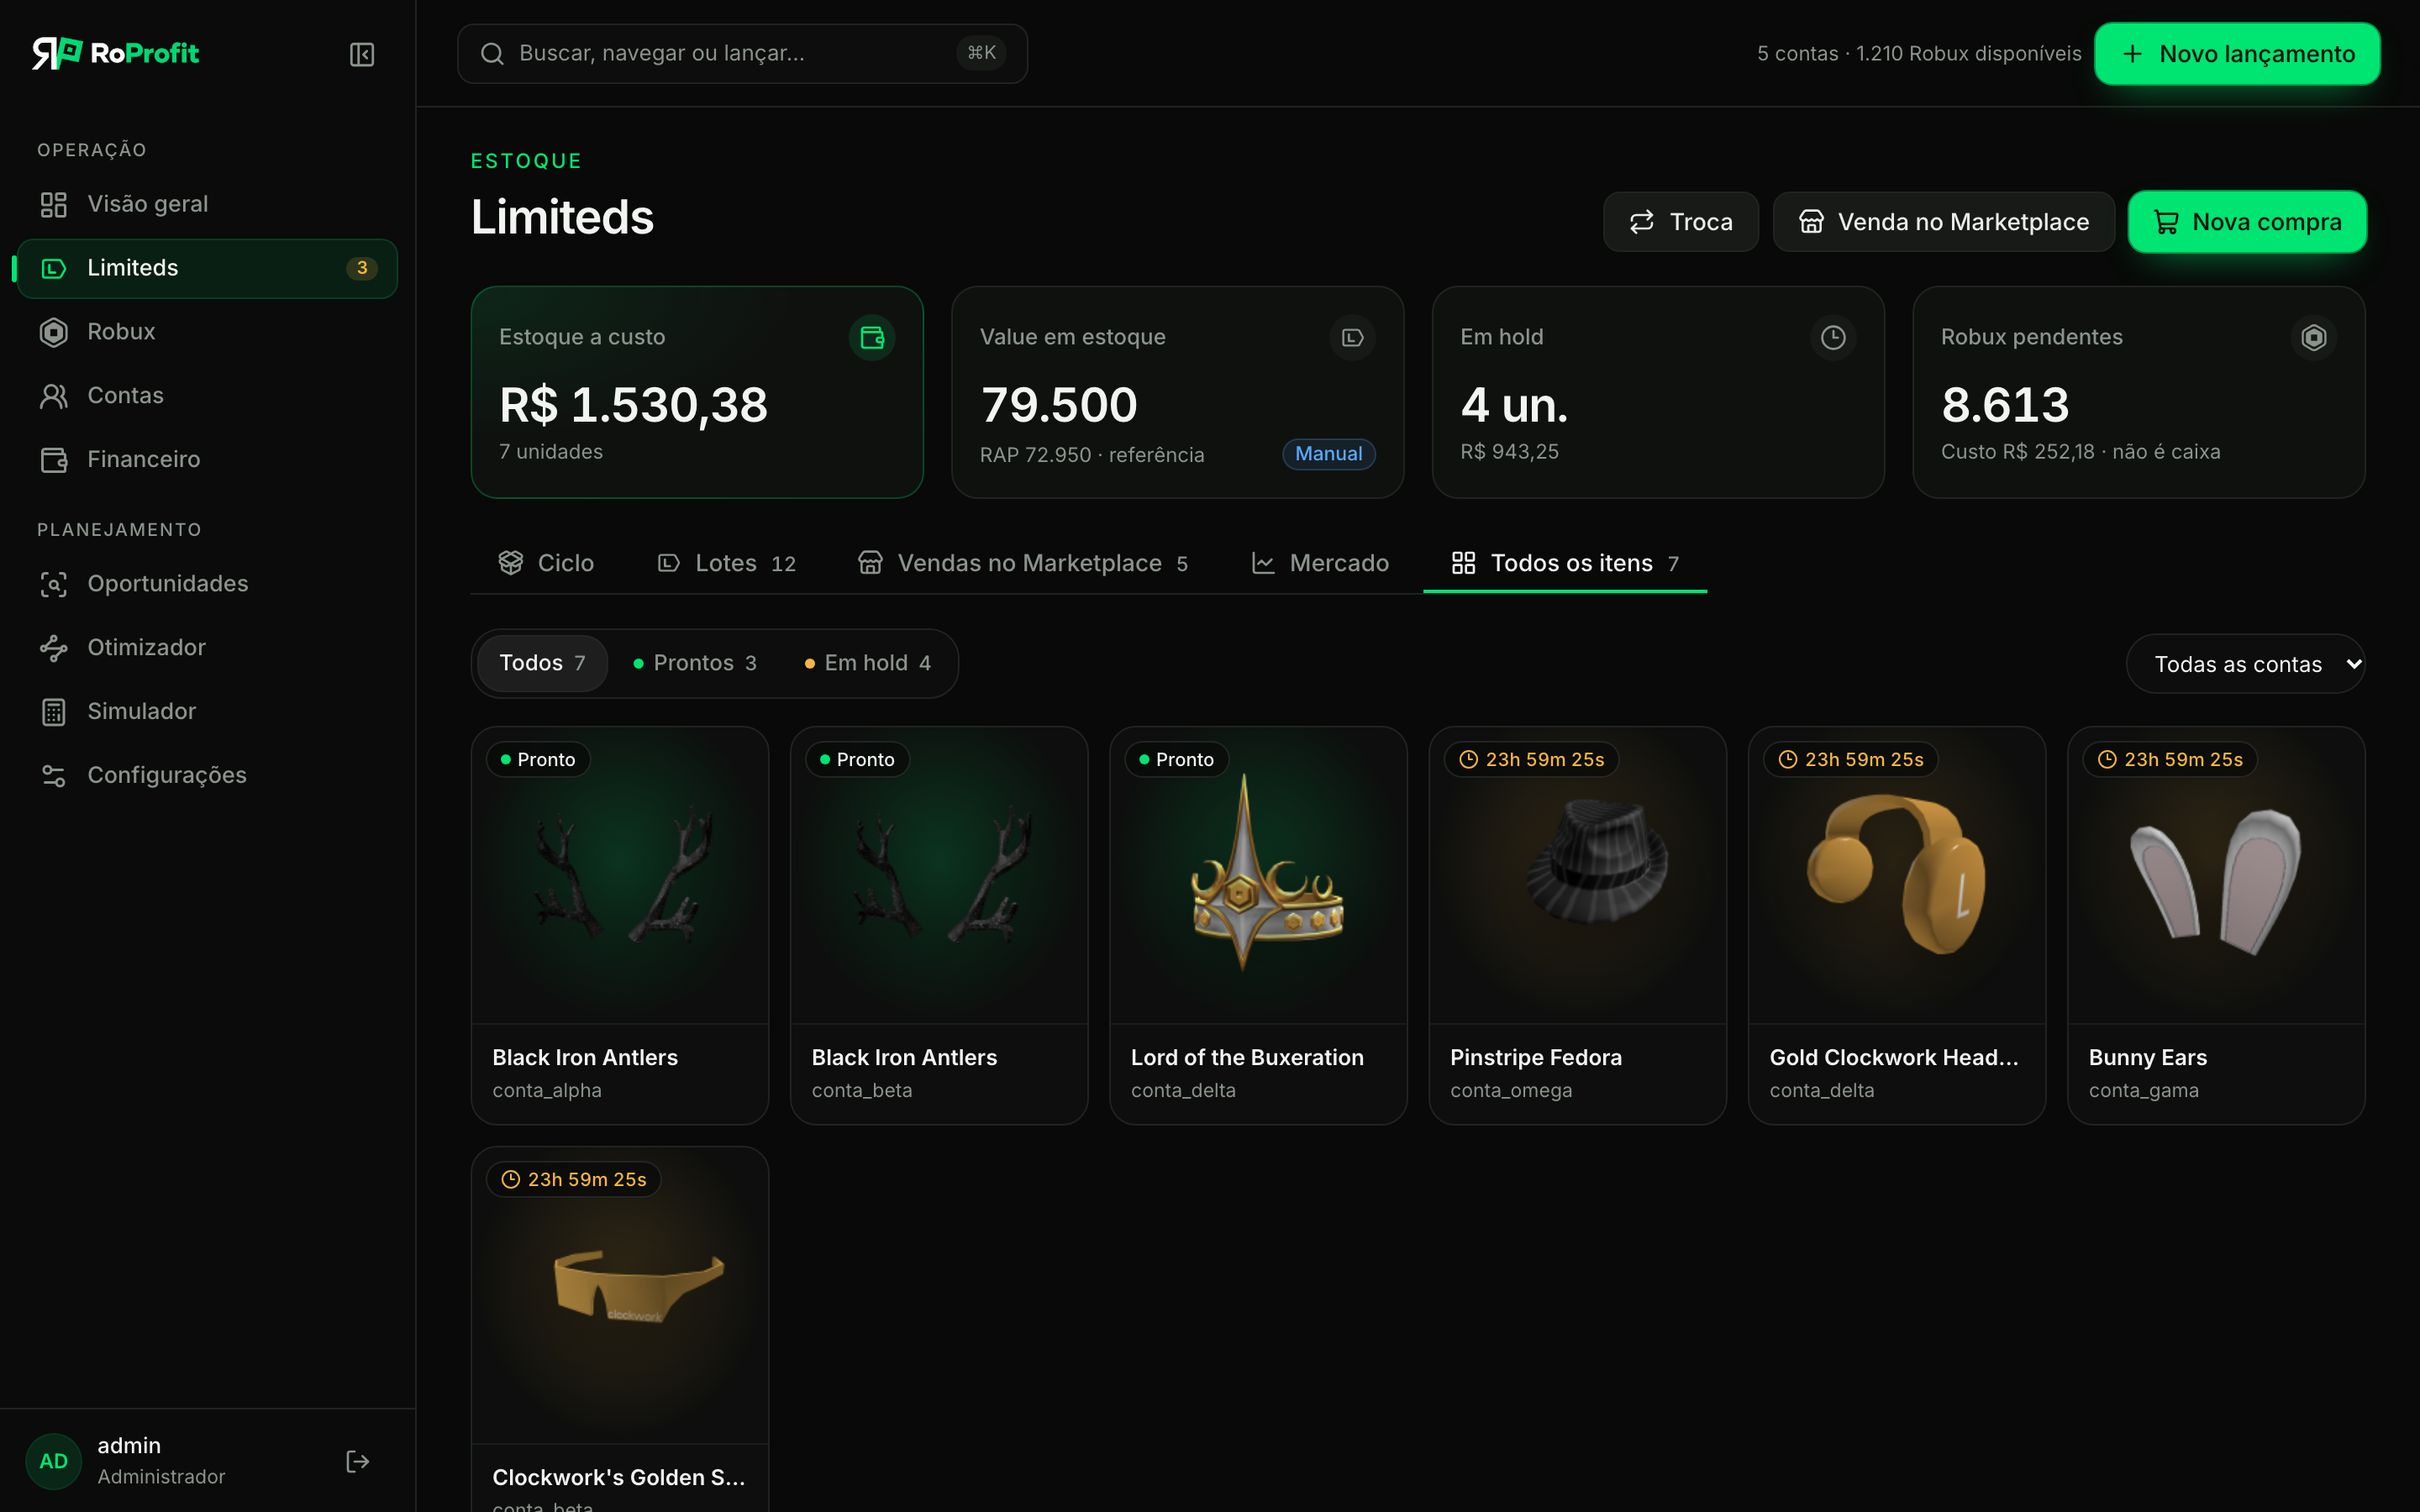 RoProfit
Buscar, navegar ou lançar...
⌘K
5 contas · 1.210 Robux disponíveis
Novo lançamento
OPERAÇÃO
Visão geral
Limiteds
3
Robux
Contas
Financeiro
PLANEJAMENTO
Oportunidades
Otimizador
Simulador
Configurações
AD
admin
Administrador
ESTOQUE
Limiteds
Troca
Venda no Marketplace
Nova compra
Estoque a custo
R$ 1.530,38
7 unidades
Value em estoque
79.500
RAP 72.950 · referência
Manual
Em hold
4 un.
R$ 943,25
Robux pendentes
8.613
Custo R$ 252,18 · não é caixa
Ciclo
Lotes 12
Vendas no Marketplace 5
Mercado
Todos os itens 7
Todos 7
Prontos 3
Em hold 4
Todas as contas
Pronto
Black Iron Antlers
conta_alpha
Pronto
Black Iron Antlers
conta_beta
Pronto
Lord of the Buxeration
conta_delta
23h 59m 25s
Pinstripe Fedora
conta_omega
23h 59m 25s
Gold Clockwork Head...
conta_delta
23h 59m 25s
Bunny Ears
conta_gama
23h 59m 25s
clockwork
Clockwork's Golden S...
conta_beta